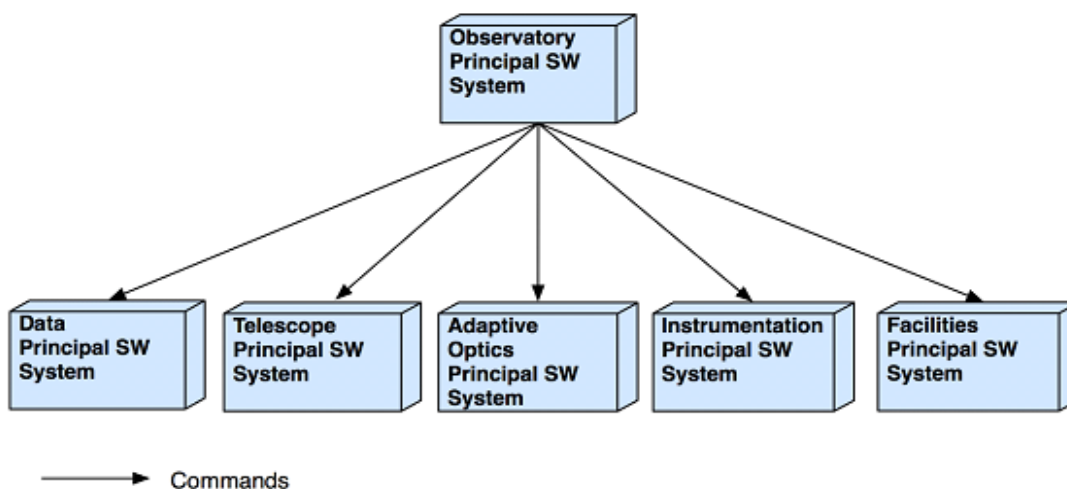 Observatory
Principal SW
System
Data
Principal SW
System
Telescope
Principal SW
System
Adaptive
Optics
Principal SW
System
Instrumentation
Principal SW
System
Facilities
Principal SW
System
Commands